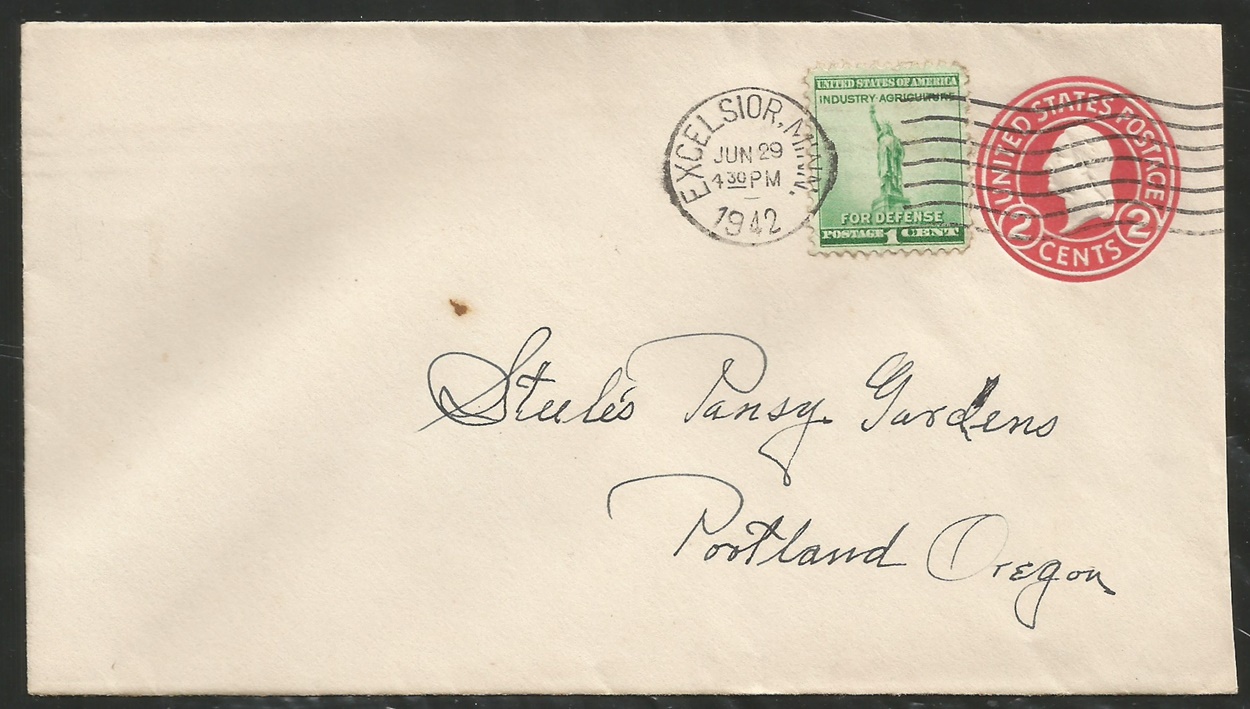 EXCELSIOR, MINN.
JUN 29
4 30 PM
1942
UNITED STATES OF AMERICA
INDUSTRY·AGRICULTURE
FOR DEFENSE
POSTAGE 1 CENT
UNITED STATES POSTAGE
2 CENTS 2
Steele's Pansy Gardens
Portland Oregon